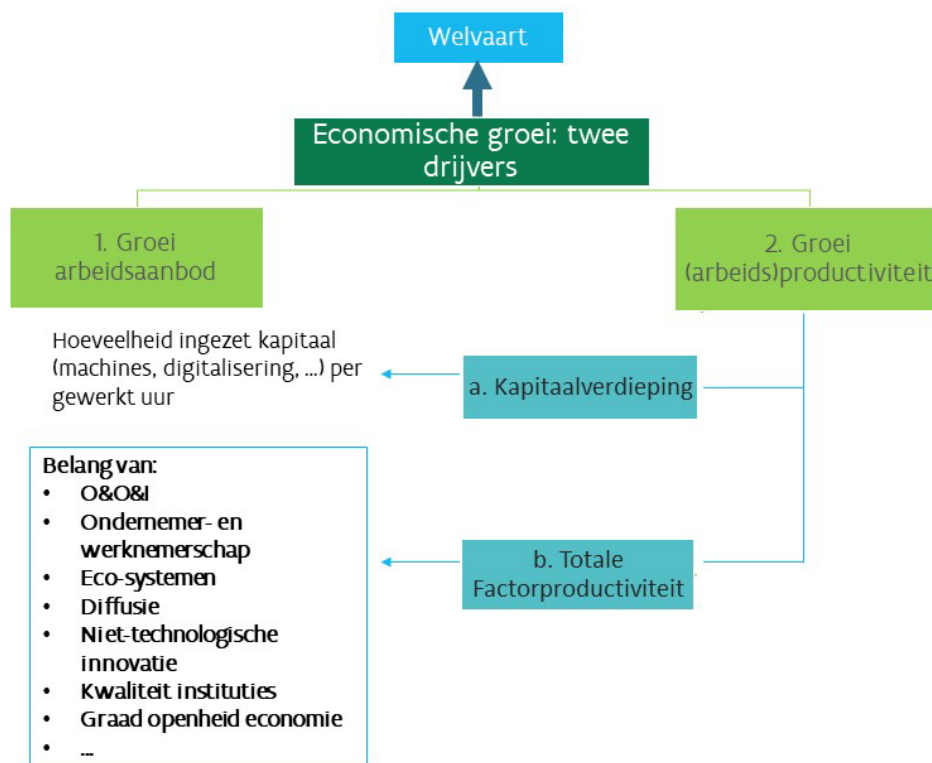 Welvaart
Economische groei: twee
drijvers
1. Groei
arbeidsaanbod
2. Groei
(arbeids)productiviteit
Hoeveelheid ingezet kapitaal
(machines, digitalisering, ...) per
gewerkt uur
a. Kapitaalverdieping
Belang van:
• O&O&I
• Ondernemer- en
werknemerschap
• Eco-systemen
• Diffusie
• Niet-technologische
innovatie
• Kwaliteit instituties
• Graad openheid economie
• ...
b. Totale
Factorproductiviteit